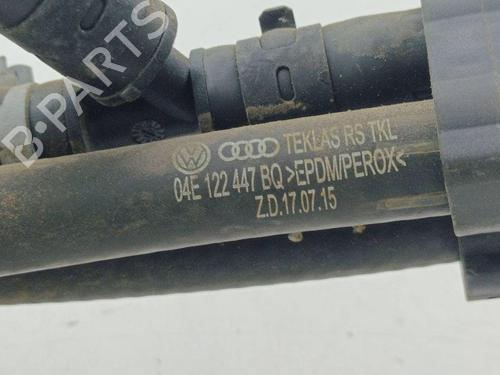 B-PARTS
TEKLAS RS TKL
04E 122 447 BQ >EPDM/PEROX<
Z.D.17.07.15